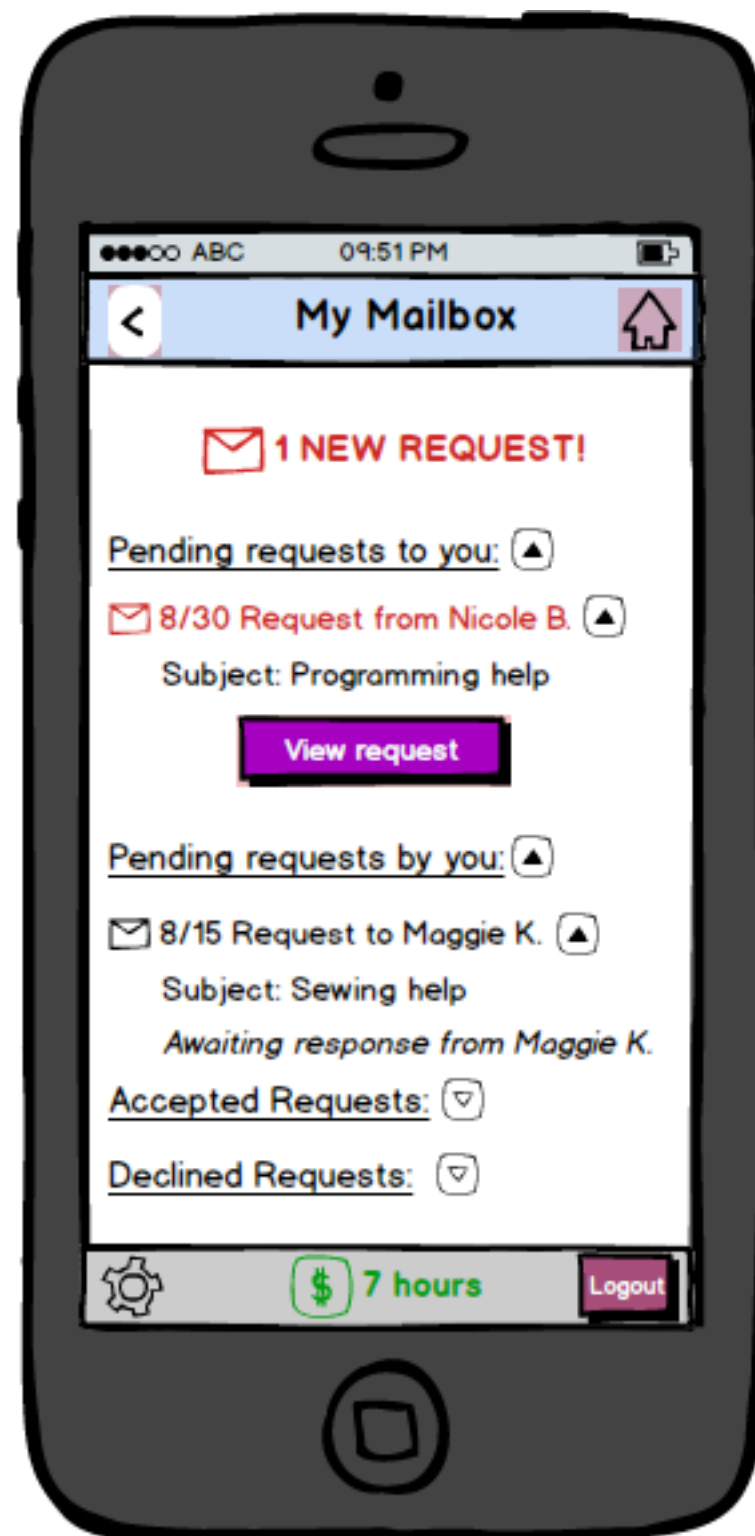 ABC 09:51 PM
My Mailbox
1 NEW REQUEST!
Pending requests to you:
8/30 Request from Nicole B.
Subject: Programming help
View request
Pending requests by you:
8/15 Request to Maggie K.
Subject: Sewing help
Awaiting response from Maggie K.
Accepted Requests:
Declined Requests:
$ 7 hours Logout